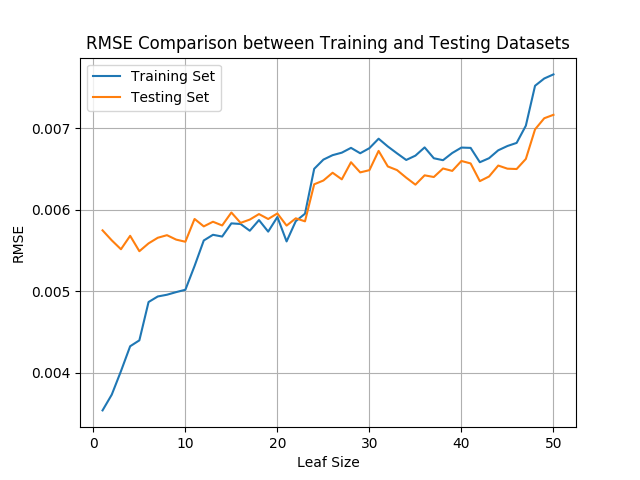 RMSE Comparison between Training and Testing Datasets
Training Set
Testing Set
0.007
0.006
0.005
0.004
RMSE
0 10 20 30 40 50
Leaf Size